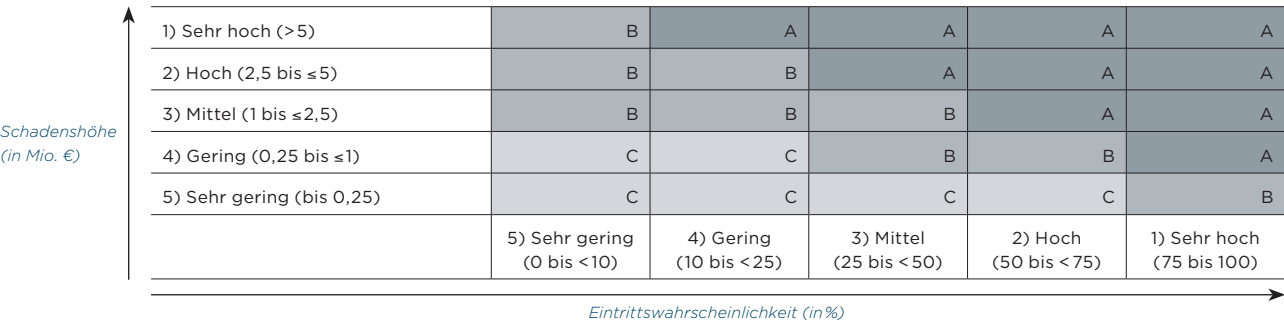 1) Sehr hoch (>5) B A A A A
2) Hoch (2,5 bis ≤5) B B A A A
Schadenshöhe
(in Mio. €)
3) Mittel (1 bis ≤2,5) B B B A A
4) Gering (0,25 bis ≤1) C C B B A
5) Sehr gering (bis 0,25) C C C C B
5) Sehr gering 4) Gering 3) Mittel 2) Hoch 1) Sehr hoch
(0 bis <10) (10 bis <25) (25 bis <50) (50 bis <75) (75 bis 100)
Eintrittswahrscheinlichkeit (in %)